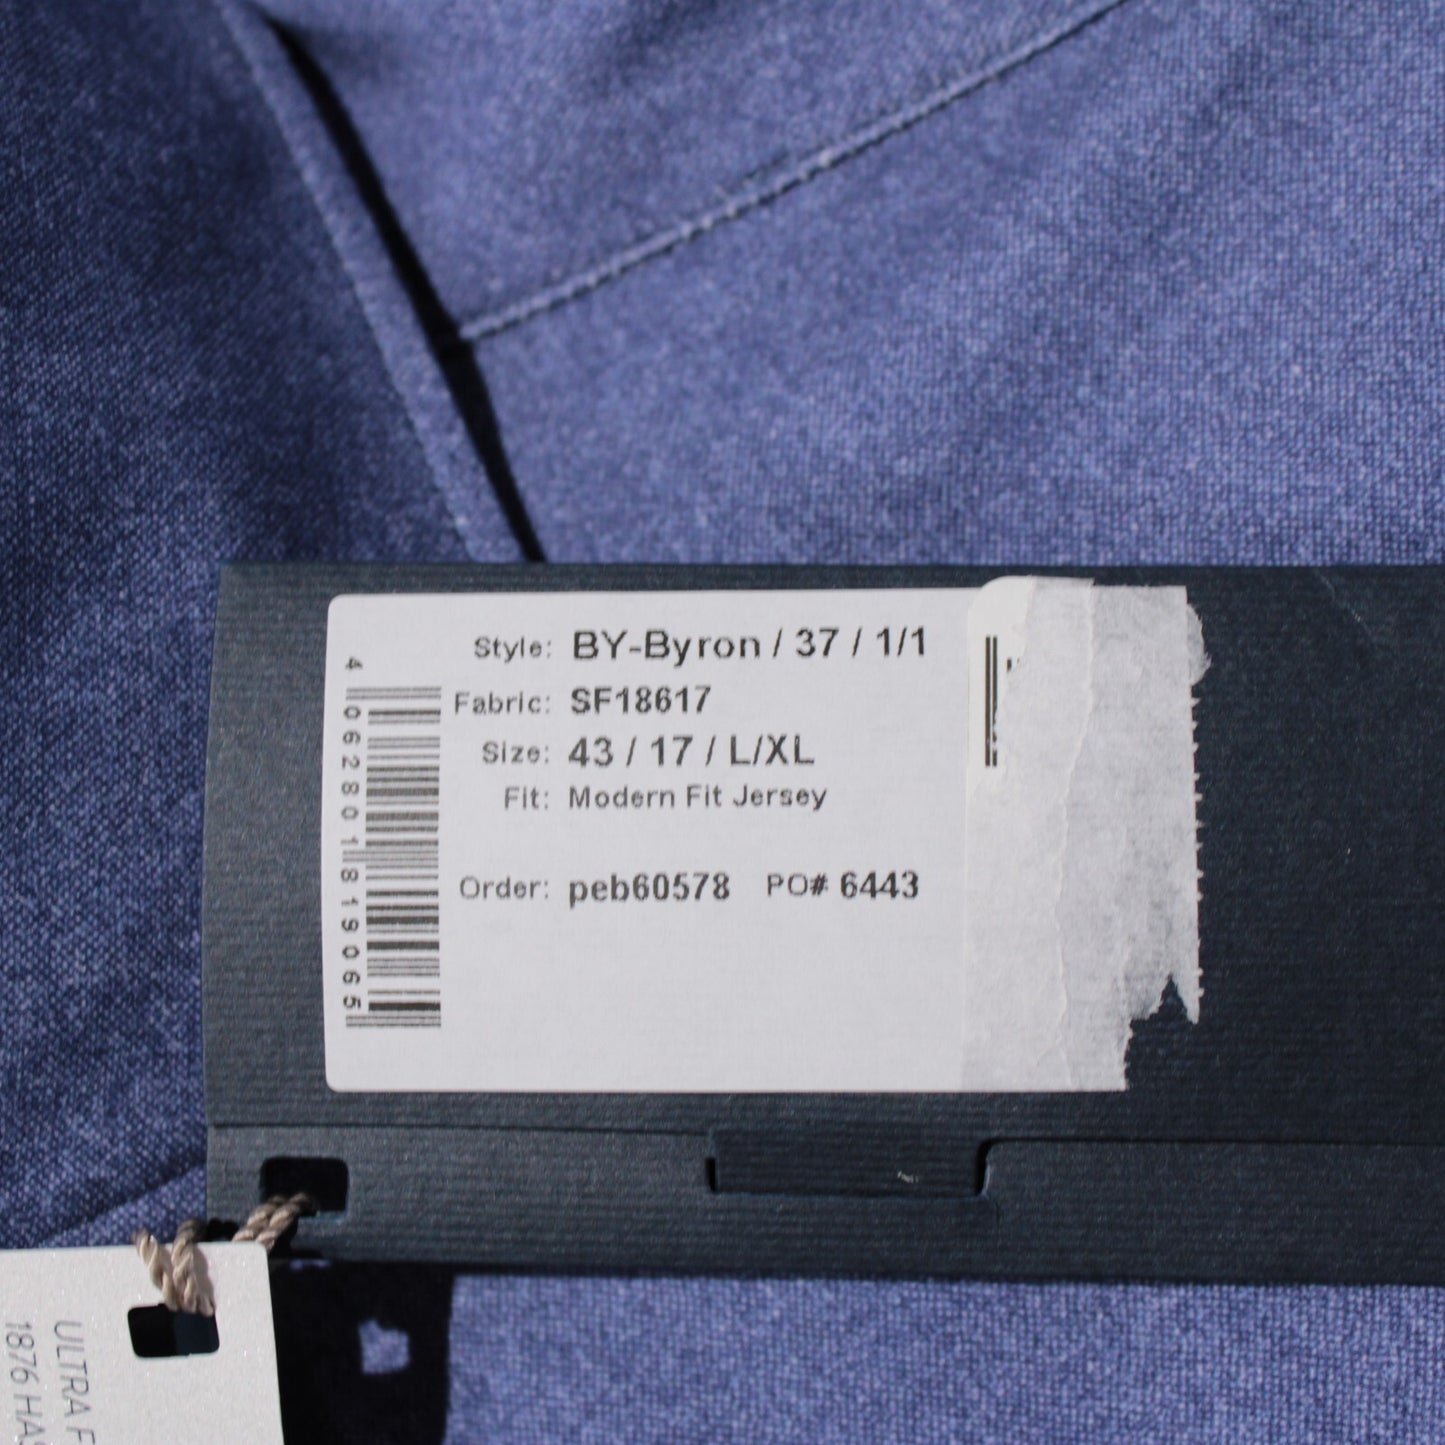 Style: BY-Byron / 37 / 1/1
Fabric: SF18617
Size: 43 / 17 / L/XL
Fit: Modern Fit Jersey
Order: peb60578 PO# 6443
4 062801 819065
ULTRA F
1876 HAS